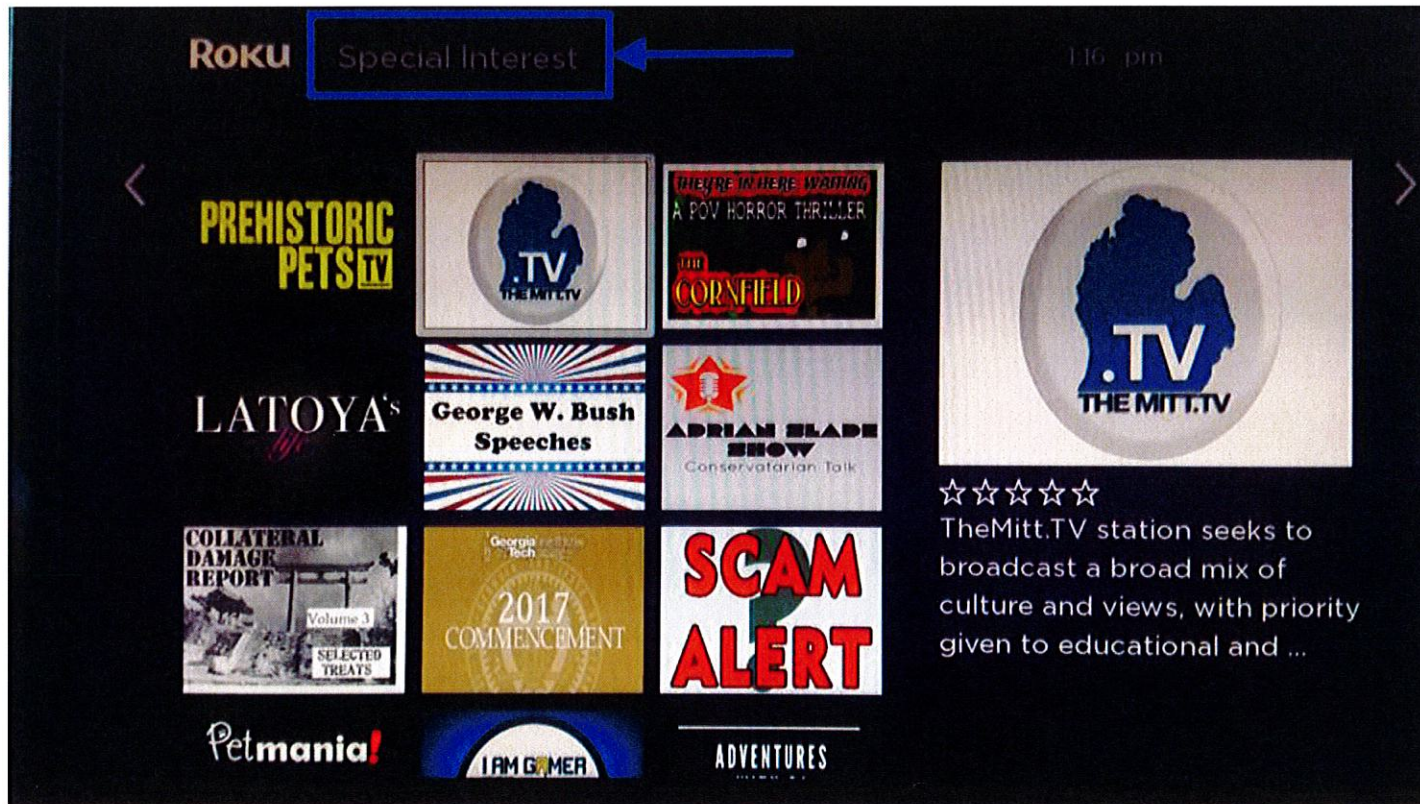 Roku Special Interest 1:16 pm
PREHISTORIC
PETS TV
.TV
THE MITT.TV
THEY'RE IN HERE WAITING
A POV HORROR THRILLER
THE
CORNFIELD
LATOYA's
life
George W. Bush
Speeches
ADRIAN SLADE
SHOW
Conservatarian Talk
COLLATERAL
DAMAGE
REPORT
Volume 3
SELECTED
TREATS
Georgia Institute
Tech
2017
COMMENCEMENT
SCAM
ALERT
Petmania!
I AM GAMER
ADVENTURES
.TV
THE MITT.TV
TheMitt.TV station seeks to
broadcast a broad mix of
culture and views, with priority
given to educational and ...